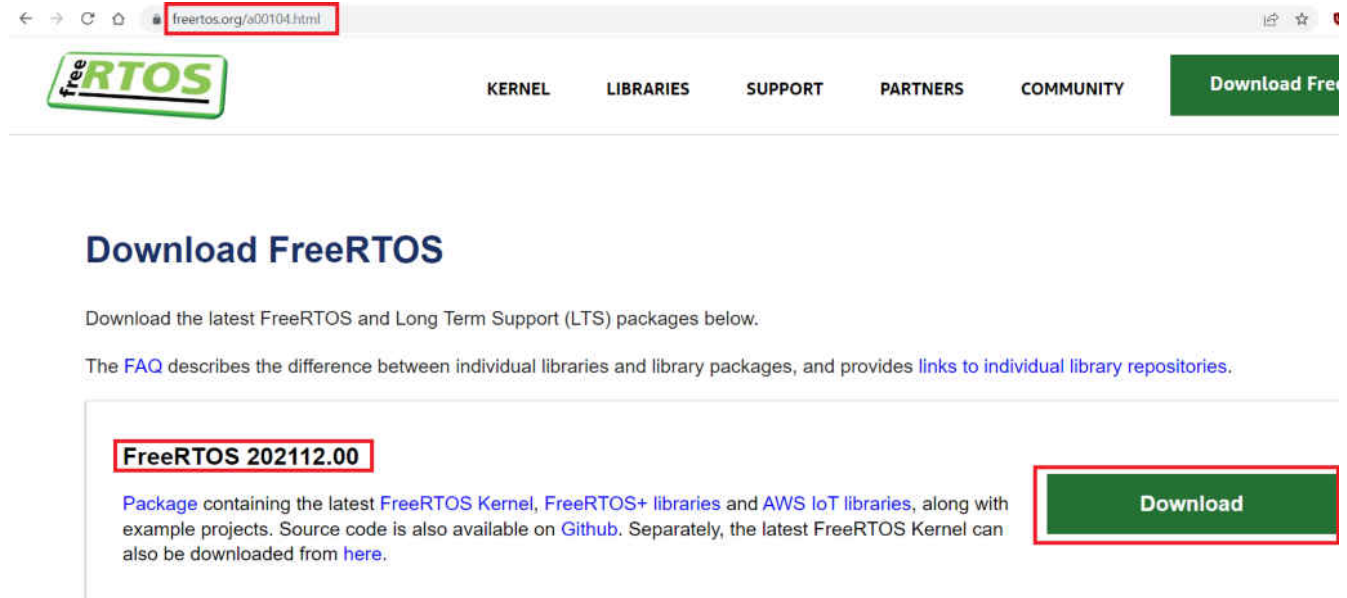 freertos.org/a00104.html
free RTOS
KERNEL LIBRARIES SUPPORT PARTNERS COMMUNITY Download Free
Download FreeRTOS
Download the latest FreeRTOS and Long Term Support (LTS) packages below.
The FAQ describes the difference between individual libraries and library packages, and provides links to individual library repositories.
FreeRTOS 202112.00
Package containing the latest FreeRTOS Kernel, FreeRTOS+ libraries and AWS IoT libraries, along with
Download
example projects. Source code is also available on Github. Separately, the latest FreeRTOS Kernel can
also be downloaded from here.